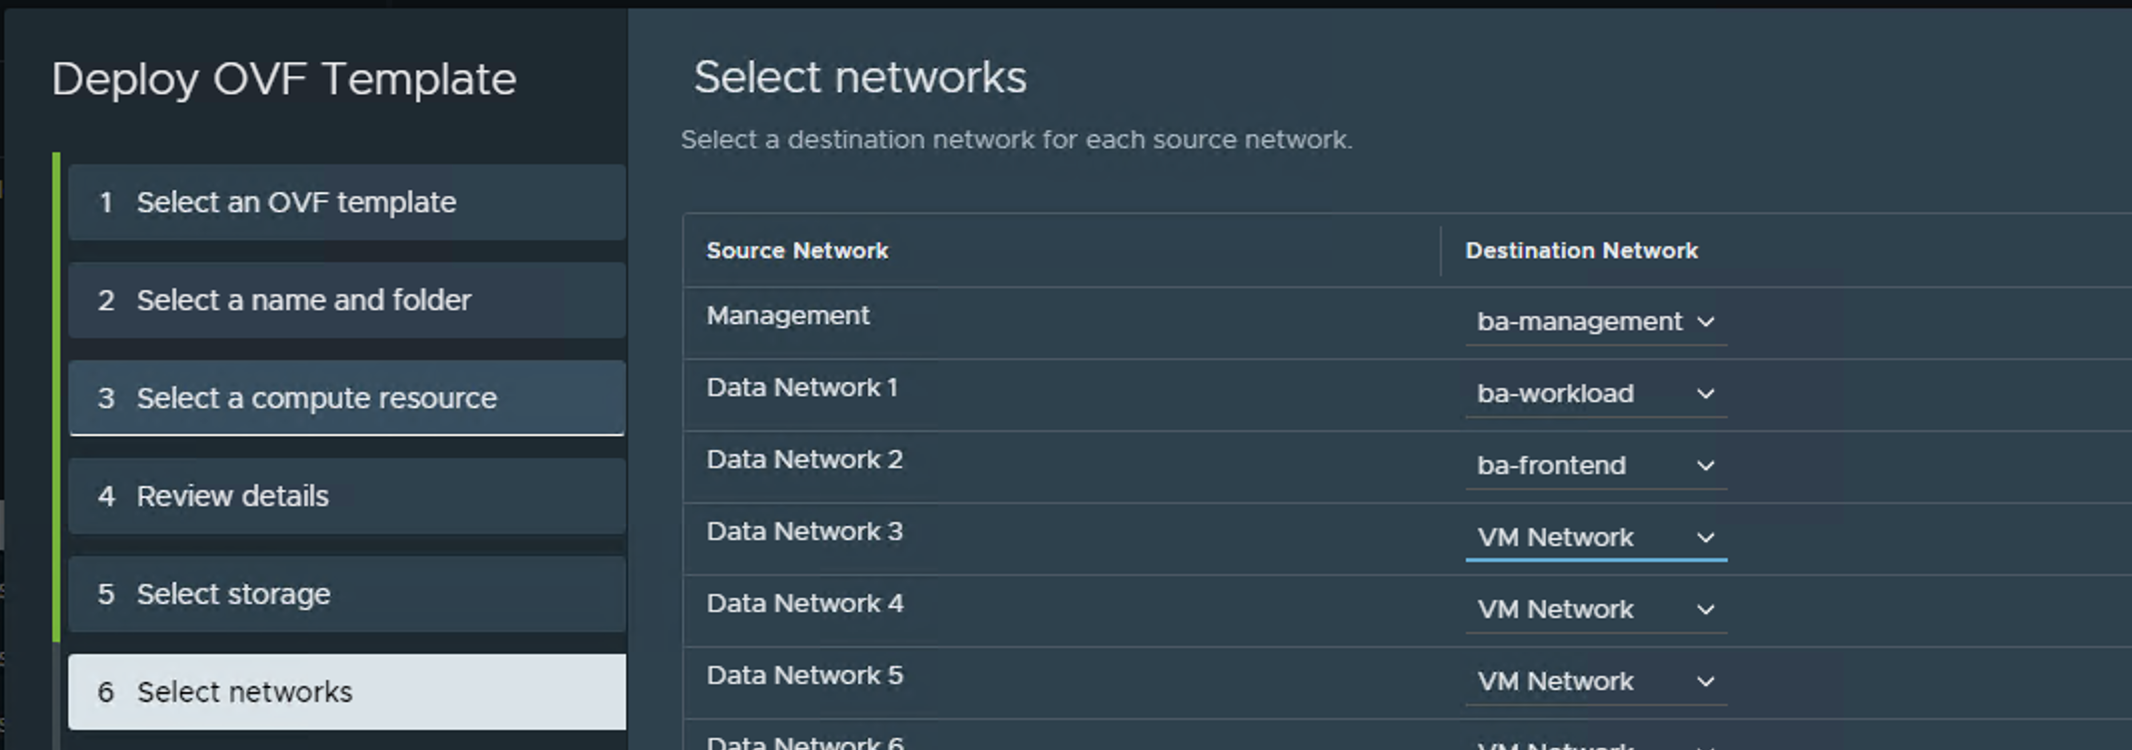 Deploy OVF Template
1 Select an OVF template
2 Select a name and folder
3 Select a compute resource
4 Review details
5 Select storage
6 Select networks
Select networks
Select a destination network for each source network.
Source Network Destination Network
Management ba-management
Data Network 1 ba-workload
Data Network 2 ba-frontend
Data Network 3 VM Network
Data Network 4 VM Network
Data Network 5 VM Network
Data Network 6 VM Network